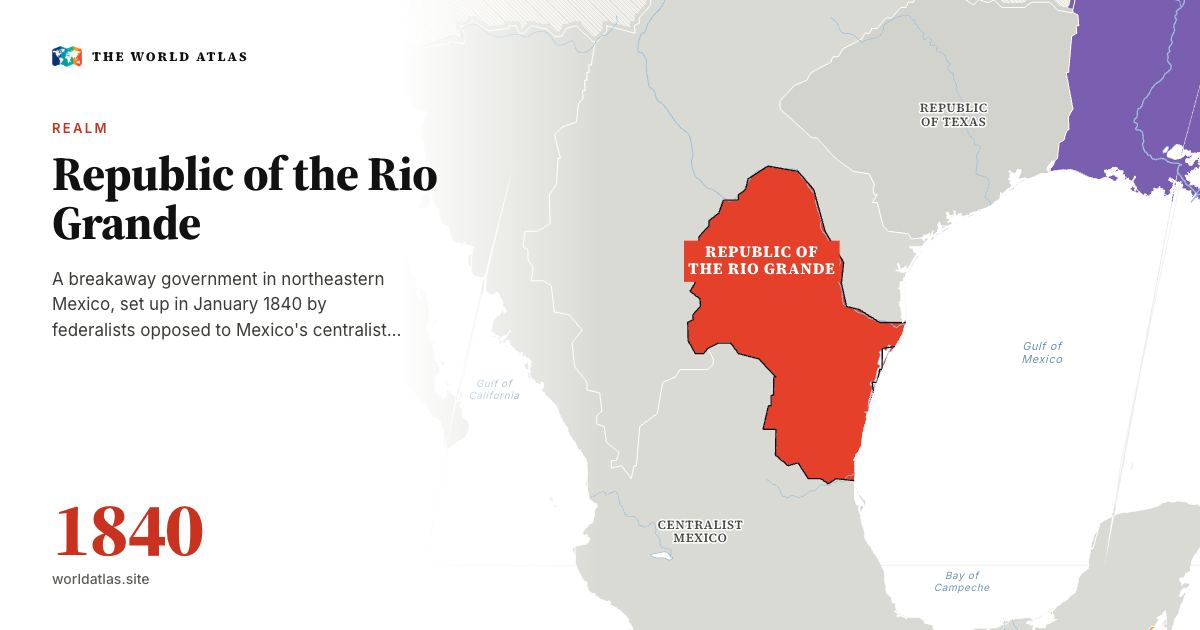 THE WORLD ATLAS
REALM
Republic of the Rio
Grande
A breakaway government in northeastern
Mexico, set up in January 1840 by
federalists opposed to Mexico's centralist...
1840
worldatlas.site
REPUBLIC
OF TEXAS
REPUBLIC OF
THE RIO GRANDE
Gulf of
Mexico
Gulf of
California
CENTRALIST
MEXICO
Bay of
Campeche